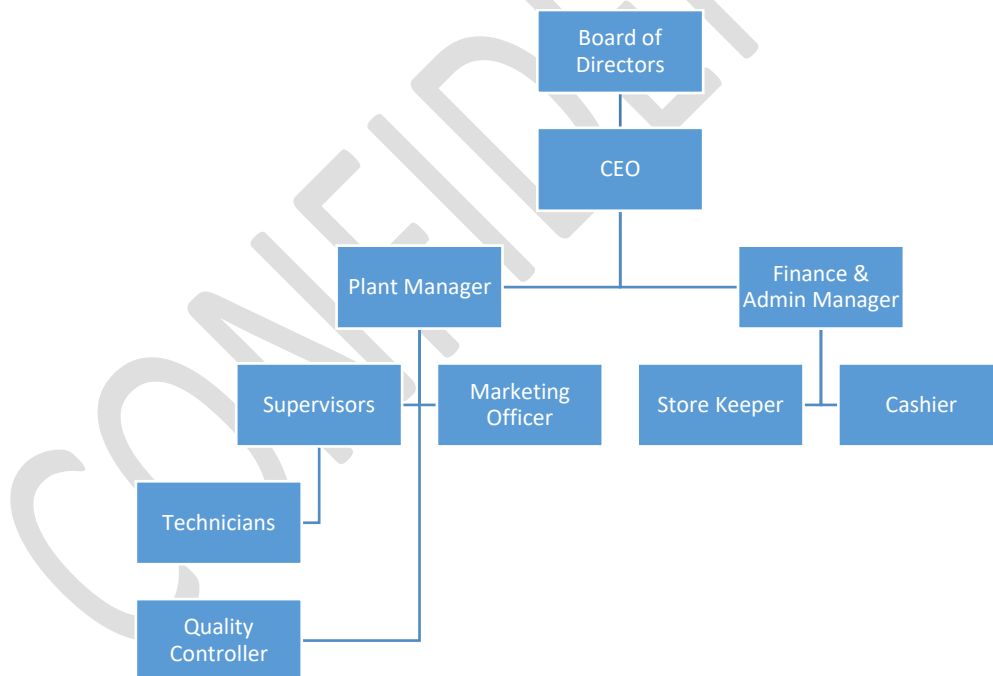 Board of
Directors
CEO
Plant Manager
Finance &
Admin Manager
Supervisors
Marketing
Officer
Store Keeper
Cashier
Technicians
Quality
Controller